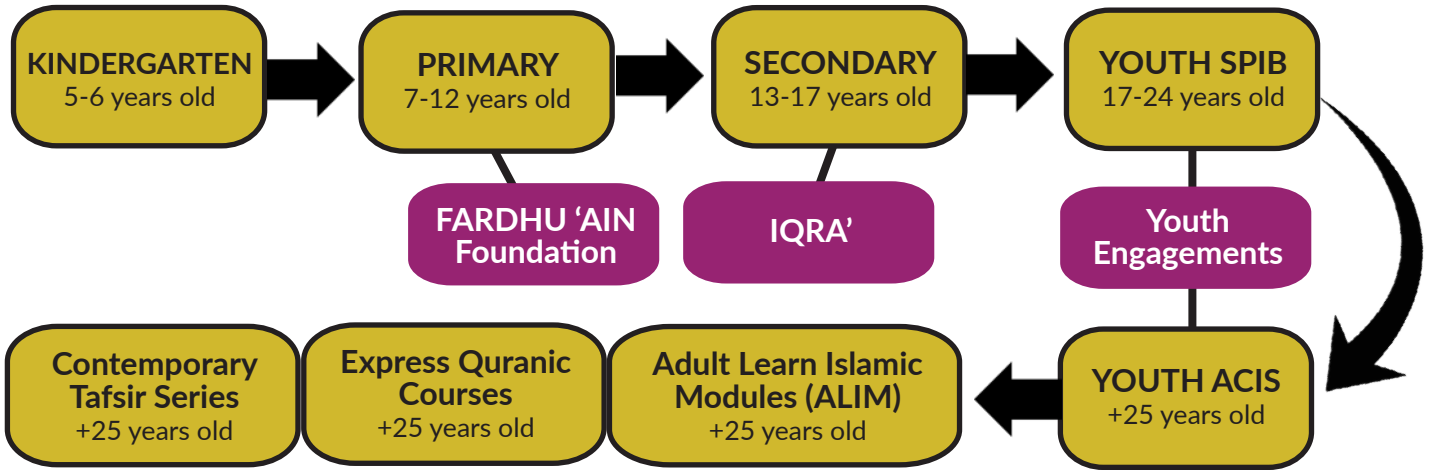 KINDERGARTEN
5-6 years old
PRIMARY
7-12 years old
SECONDARY
13-17 years old
YOUTH SPIB
17-24 years old
FARDHU ‘AIN
Foundation
IQRA’
Youth
Engagements
Contemporary
Tafsir Series
+25 years old
Express Quranic
Courses
+25 years old
Adult Learn Islamic
Modules (ALIM)
+25 years old
YOUTH ACIS
+25 years old